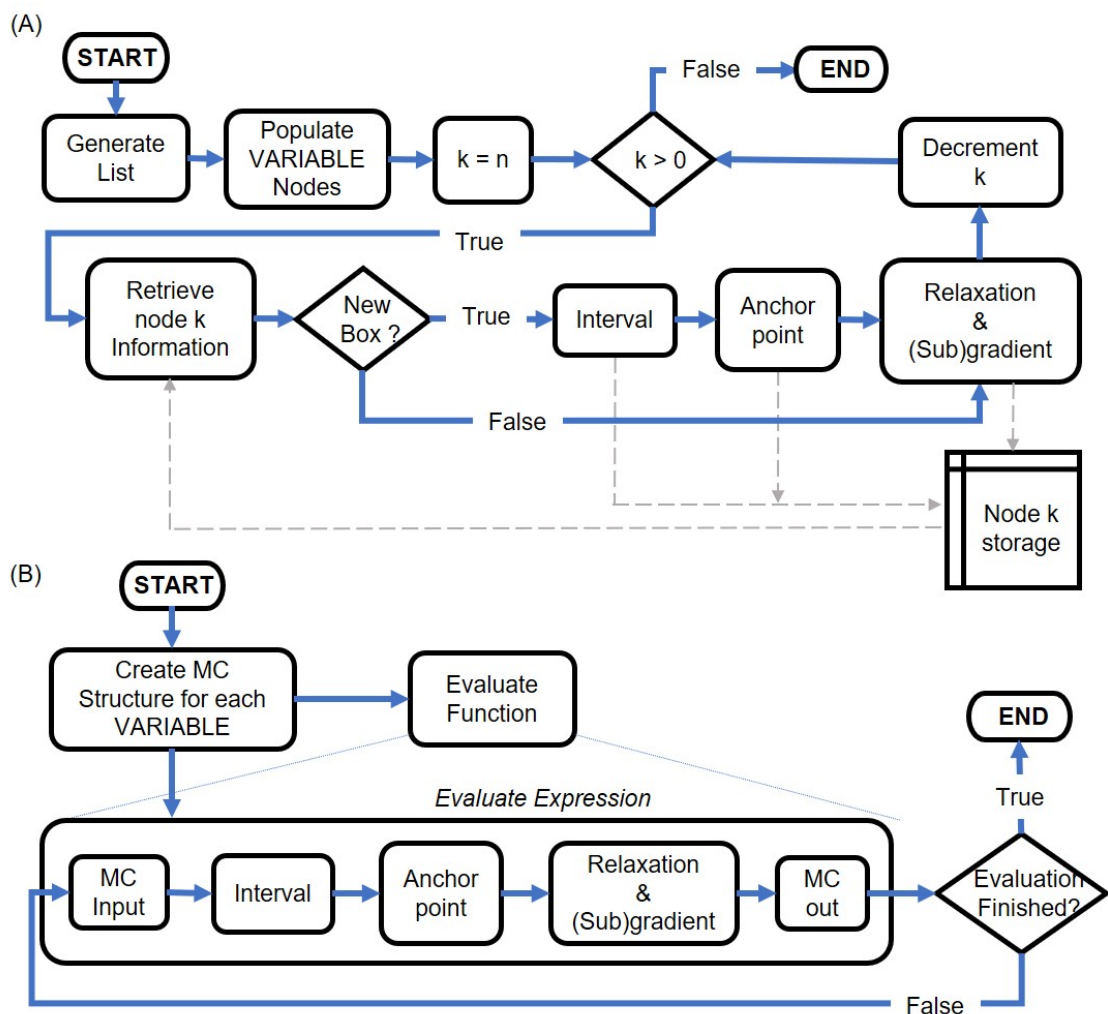 (A)
START
False
END
Generate
List
Populate
VARIABLE
Nodes
k = n
k > 0
Decrement
k
True
Retrieve
node k
Information
New
Box ?
True
Interval
Anchor
point
Relaxation
&
(Sub)gradient
False
Node k
storage
(B)
START
Create MC
Structure for each
VARIABLE
Evaluate
Function
END
True
Evaluate Expression
MC
Input
Interval
Anchor
point
Relaxation
&
(Sub)gradient
MC
out
Evaluation
Finished?
False